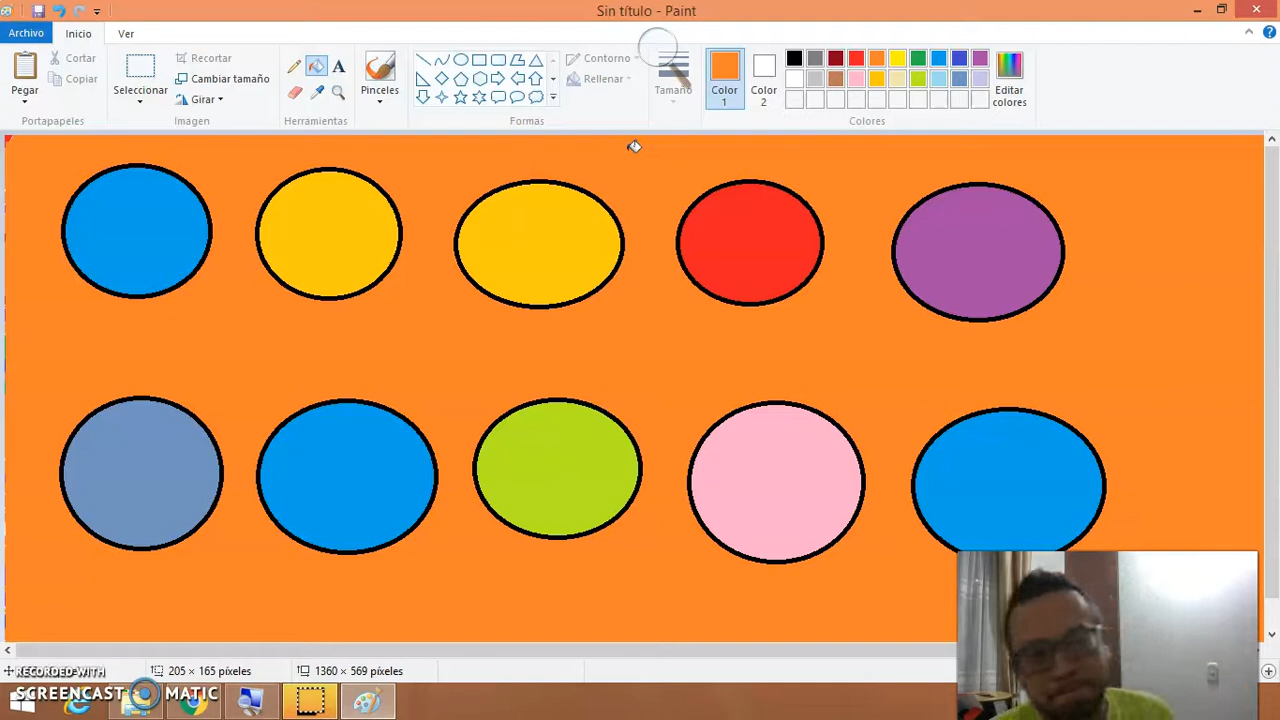 Sin título - Paint
Archivo Inicio Ver
Pegar
Cortar
Copiar
Portapapeles
Seleccionar
Recortar
Cambiar tamaño
Girar
Imagen
A
Herramientas
Pinceles
Contorno
Rellenar
Formas
Tamaño
Color 1
Color 2
Editar colores
Colores
205 × 165 píxeles
1360 × 569 píxeles
RECORDED WITH
SCREENCAST MATIC